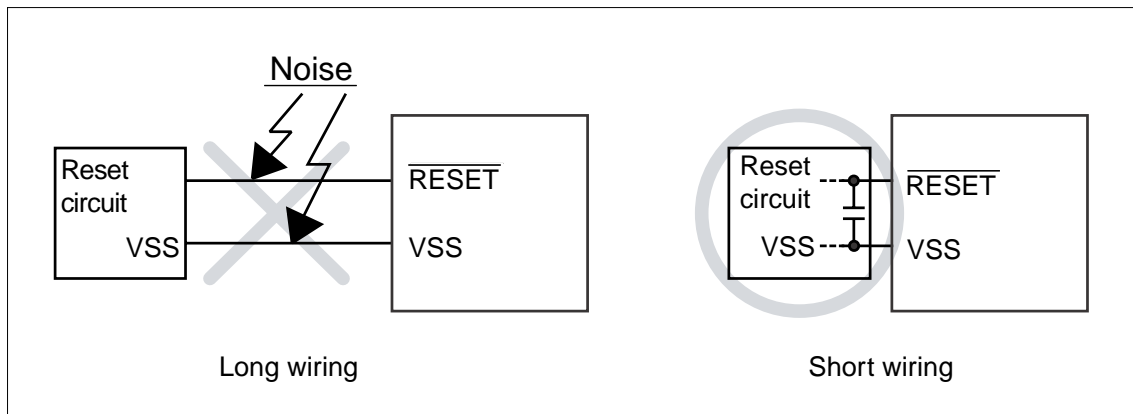 Noise
Reset
circuit
VSS
RESET
VSS
Long wiring
Reset
circuit
VSS
RESET
VSS
Short wiring